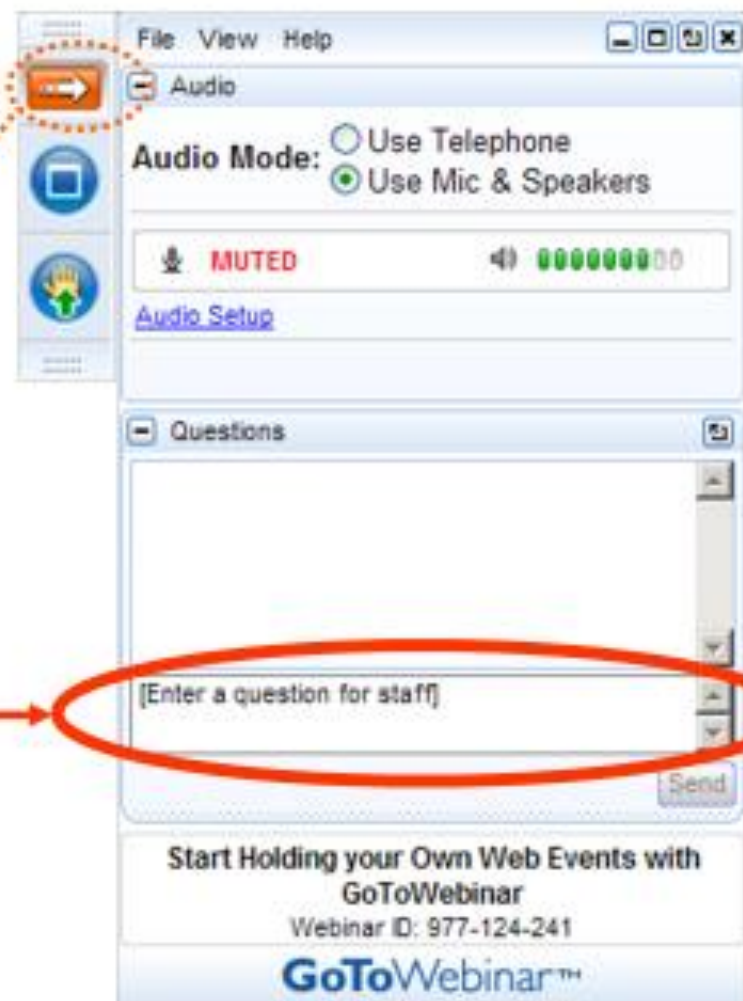 File View Help
Audio
Audio Mode: Use Telephone
Use Mic & Speakers
MUTED
Audio Setup
Questions
[Enter a question for staff]
Send
Start Holding your Own Web Events with
GoToWebinar
Webinar ID: 977-124-241
GoToWebinar™